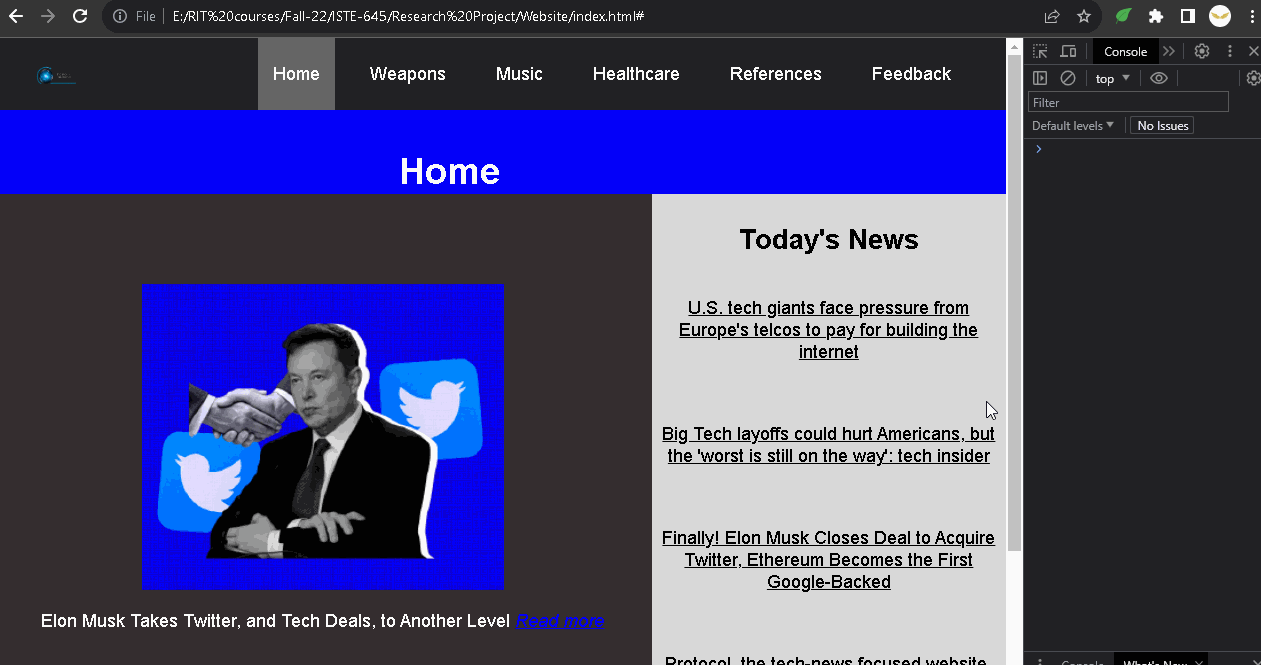 File E:/RIT%20courses/Fall-22/ISTE-645/Research%20Project/Website/index.html#
Home Weapons Music Healthcare References Feedback
Console
top
Filter
Default levels No Issues
Home
Today's News
U.S. tech giants face pressure from
Europe's telcos to pay for building the
internet
Big Tech layoffs could hurt Americans, but
the 'worst is still on the way': tech insider
Finally! Elon Musk Closes Deal to Acquire
Twitter, Ethereum Becomes the First
Google-Backed
Elon Musk Takes Twitter, and Tech Deals, to Another Level Read more
Protocol, the tech-news focused website,
Console What's New